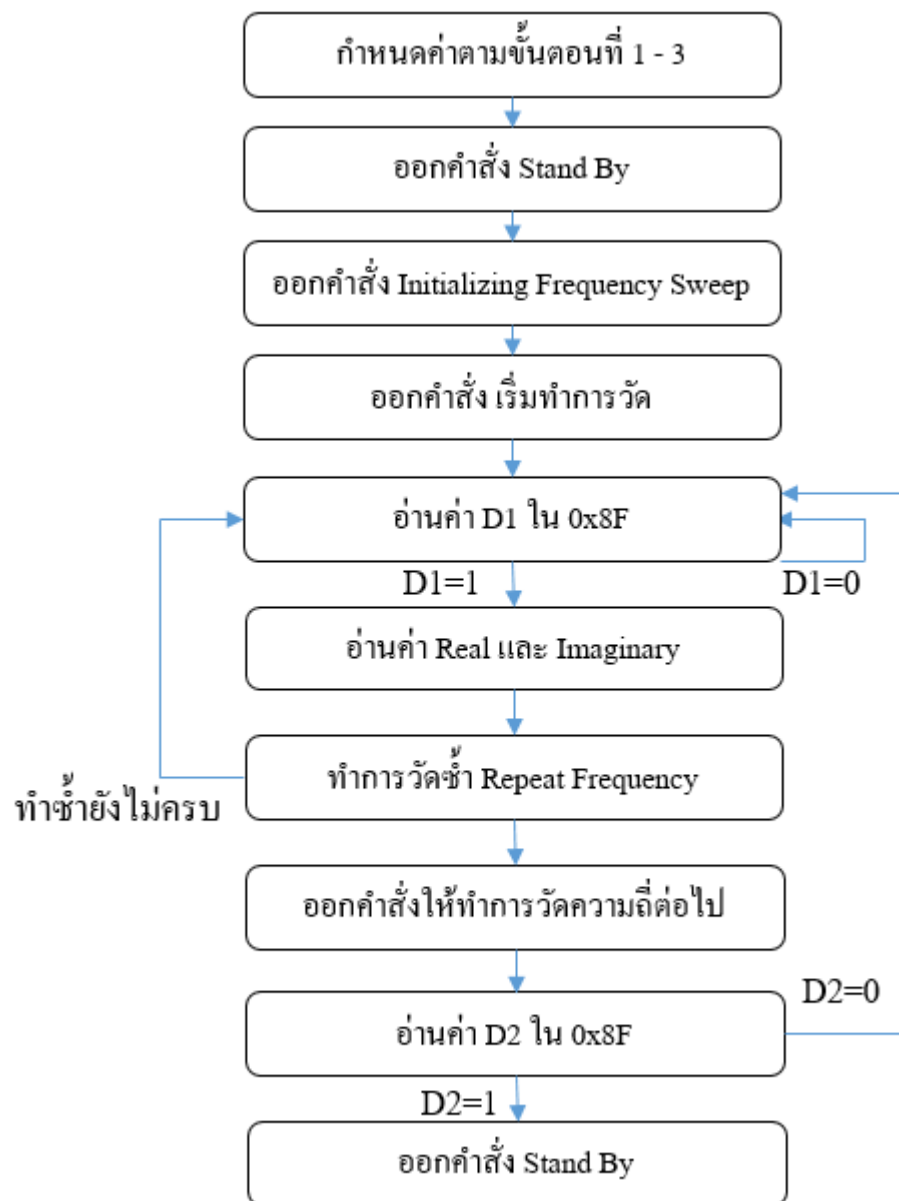 กำหนดค่าตามขั้นตอนที่ 1 - 3
ออกคำสั่ง Stand By
ออกคำสั่ง Initializing Frequency Sweep
ออกคำสั่ง เริ่มทำการวัด
อ่านค่า D1 ใน 0x8F
D1=1
D1=0
อ่านค่า Real และ Imaginary
ทำการวัดซ้ำ Repeat Frequency
ทำซ้ำยังไม่ครบ
ออกคำสั่งให้ทำการวัดความถี่ต่อไป
D2=0
อ่านค่า D2 ใน 0x8F
D2=1
ออกคำสั่ง Stand By